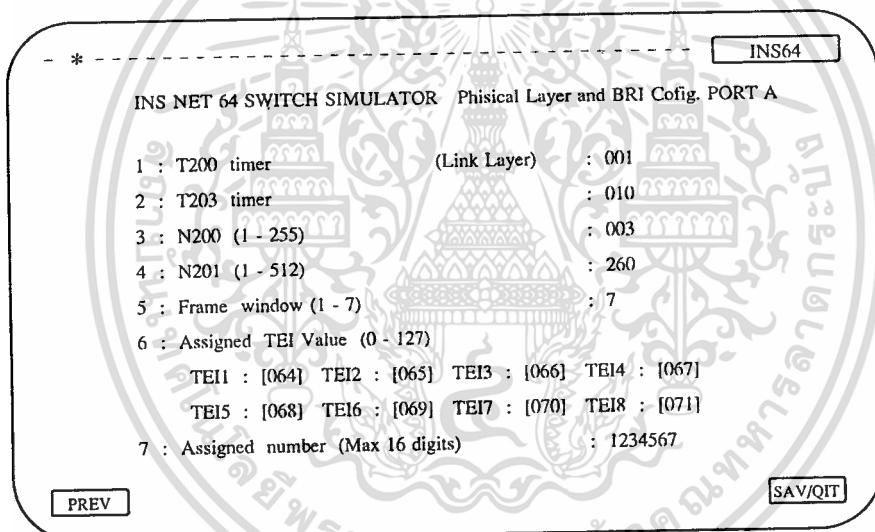 - * - - - - - - - - - - - - - - - - - - - - - - - - - - - - - - - - - - - - - - - - INS64
INS NET 64 SWITCH SIMULATOR Phisical Layer and BRI Cofig. PORT A
1 : T200 timer (Link Layer) : 001
2 : T203 timer : 010
3 : N200 (1 - 255) : 003
4 : N201 (1 - 512) : 260
5 : Frame window (1 - 7) : 7
6 : Assigned TEI Value (0 - 127)
TEI1 : [064] TEI2 : [065] TEI3 : [066] TEI4 : [067]
TEI5 : [068] TEI6 : [069] TEI7 : [070] TEI8 : [071]
7 : Assigned number (Max 16 digits) : 1234567
PREV SAV/QIT